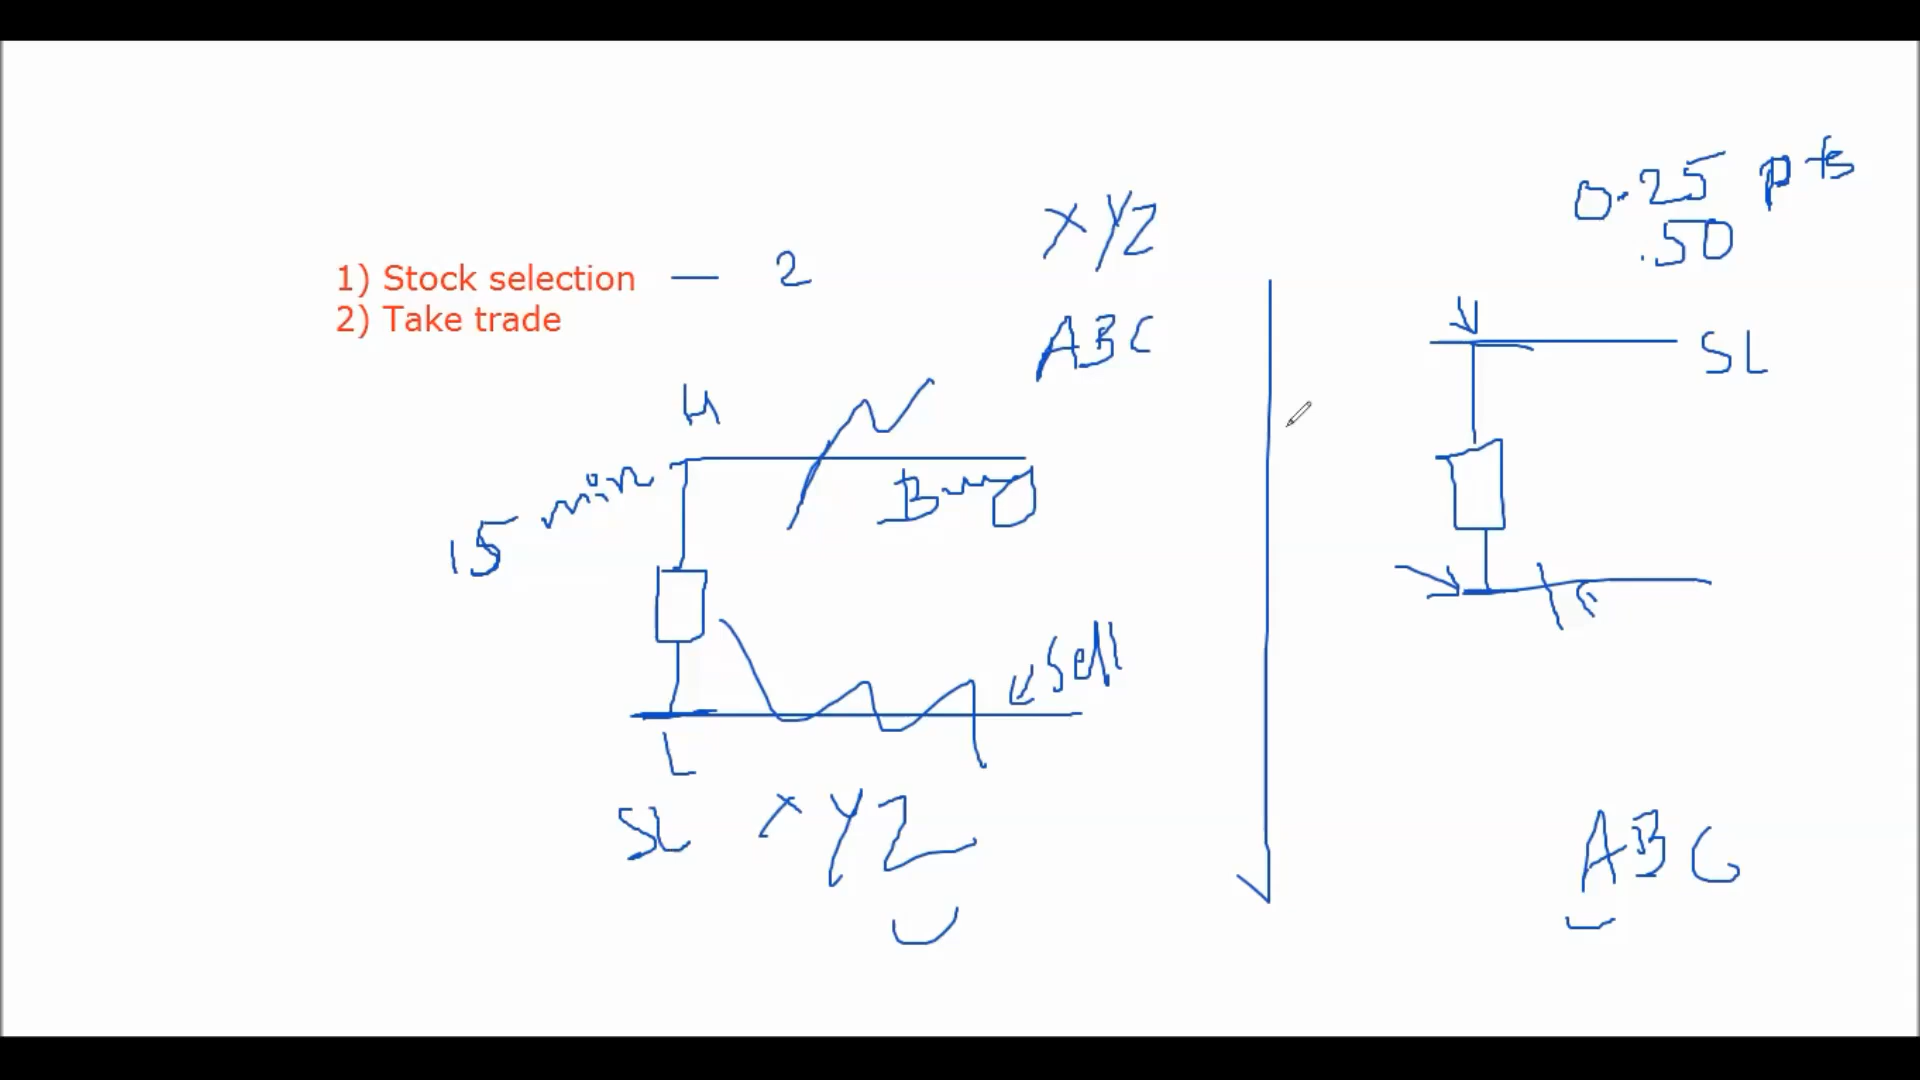 1) Stock selection — 2
2) Take trade
XYZ
ABC
H
15 min
Buy
Sell
L
SL XYZ
0.25 pts
.50
SL
ABC